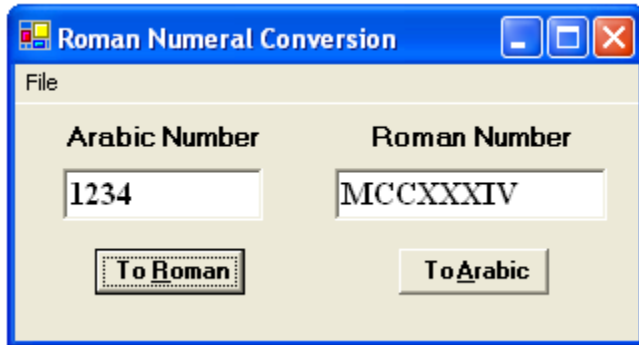 Roman Numeral Conversion
File
Arabic Number Roman Number
1234 MCCXXXIV
To Roman To Arabic